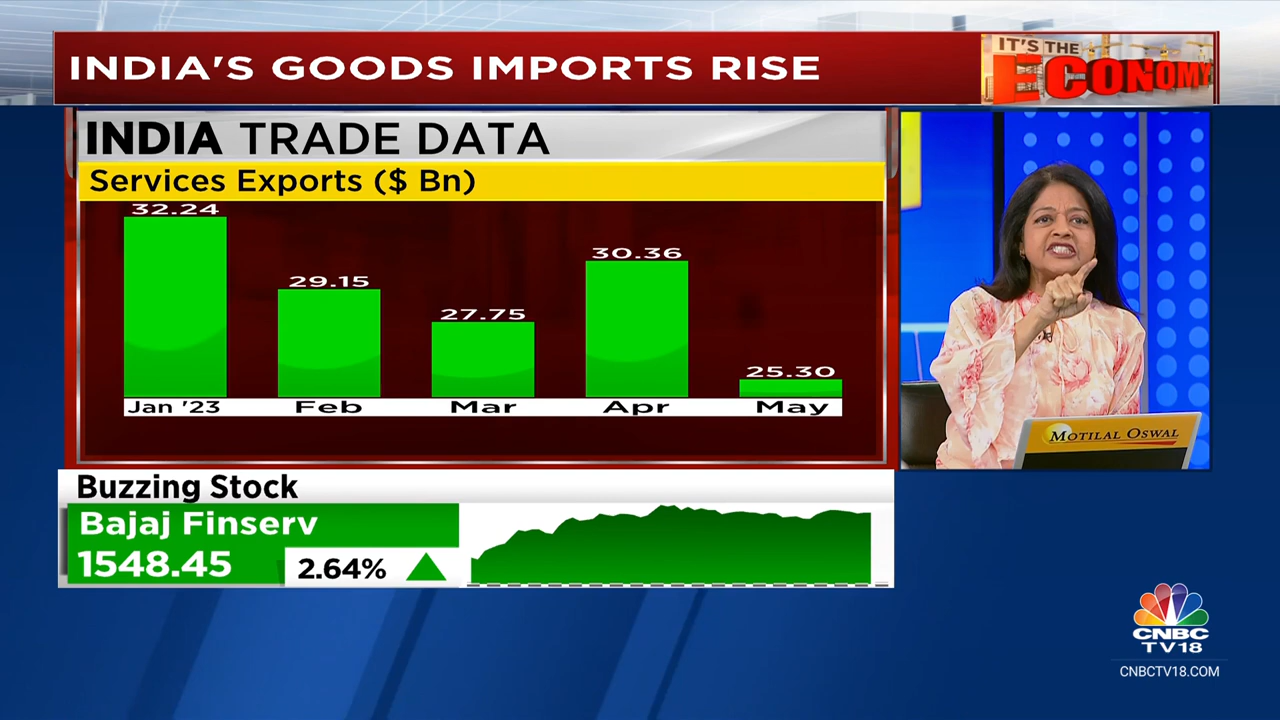 INDIA'S GOODS IMPORTS RISE
IT'S THE
ECONOMY
INDIA TRADE DATA
Services Exports ($ Bn)
32.24
29.15
27.75
30.36
25.30
Jan '23
Feb
Mar
Apr
May
MOTILAL OSWAL
Buzzing Stock
Bajaj Finserv
1548.45
2.64%
CNBC
TV18
CNBCTV18.COM